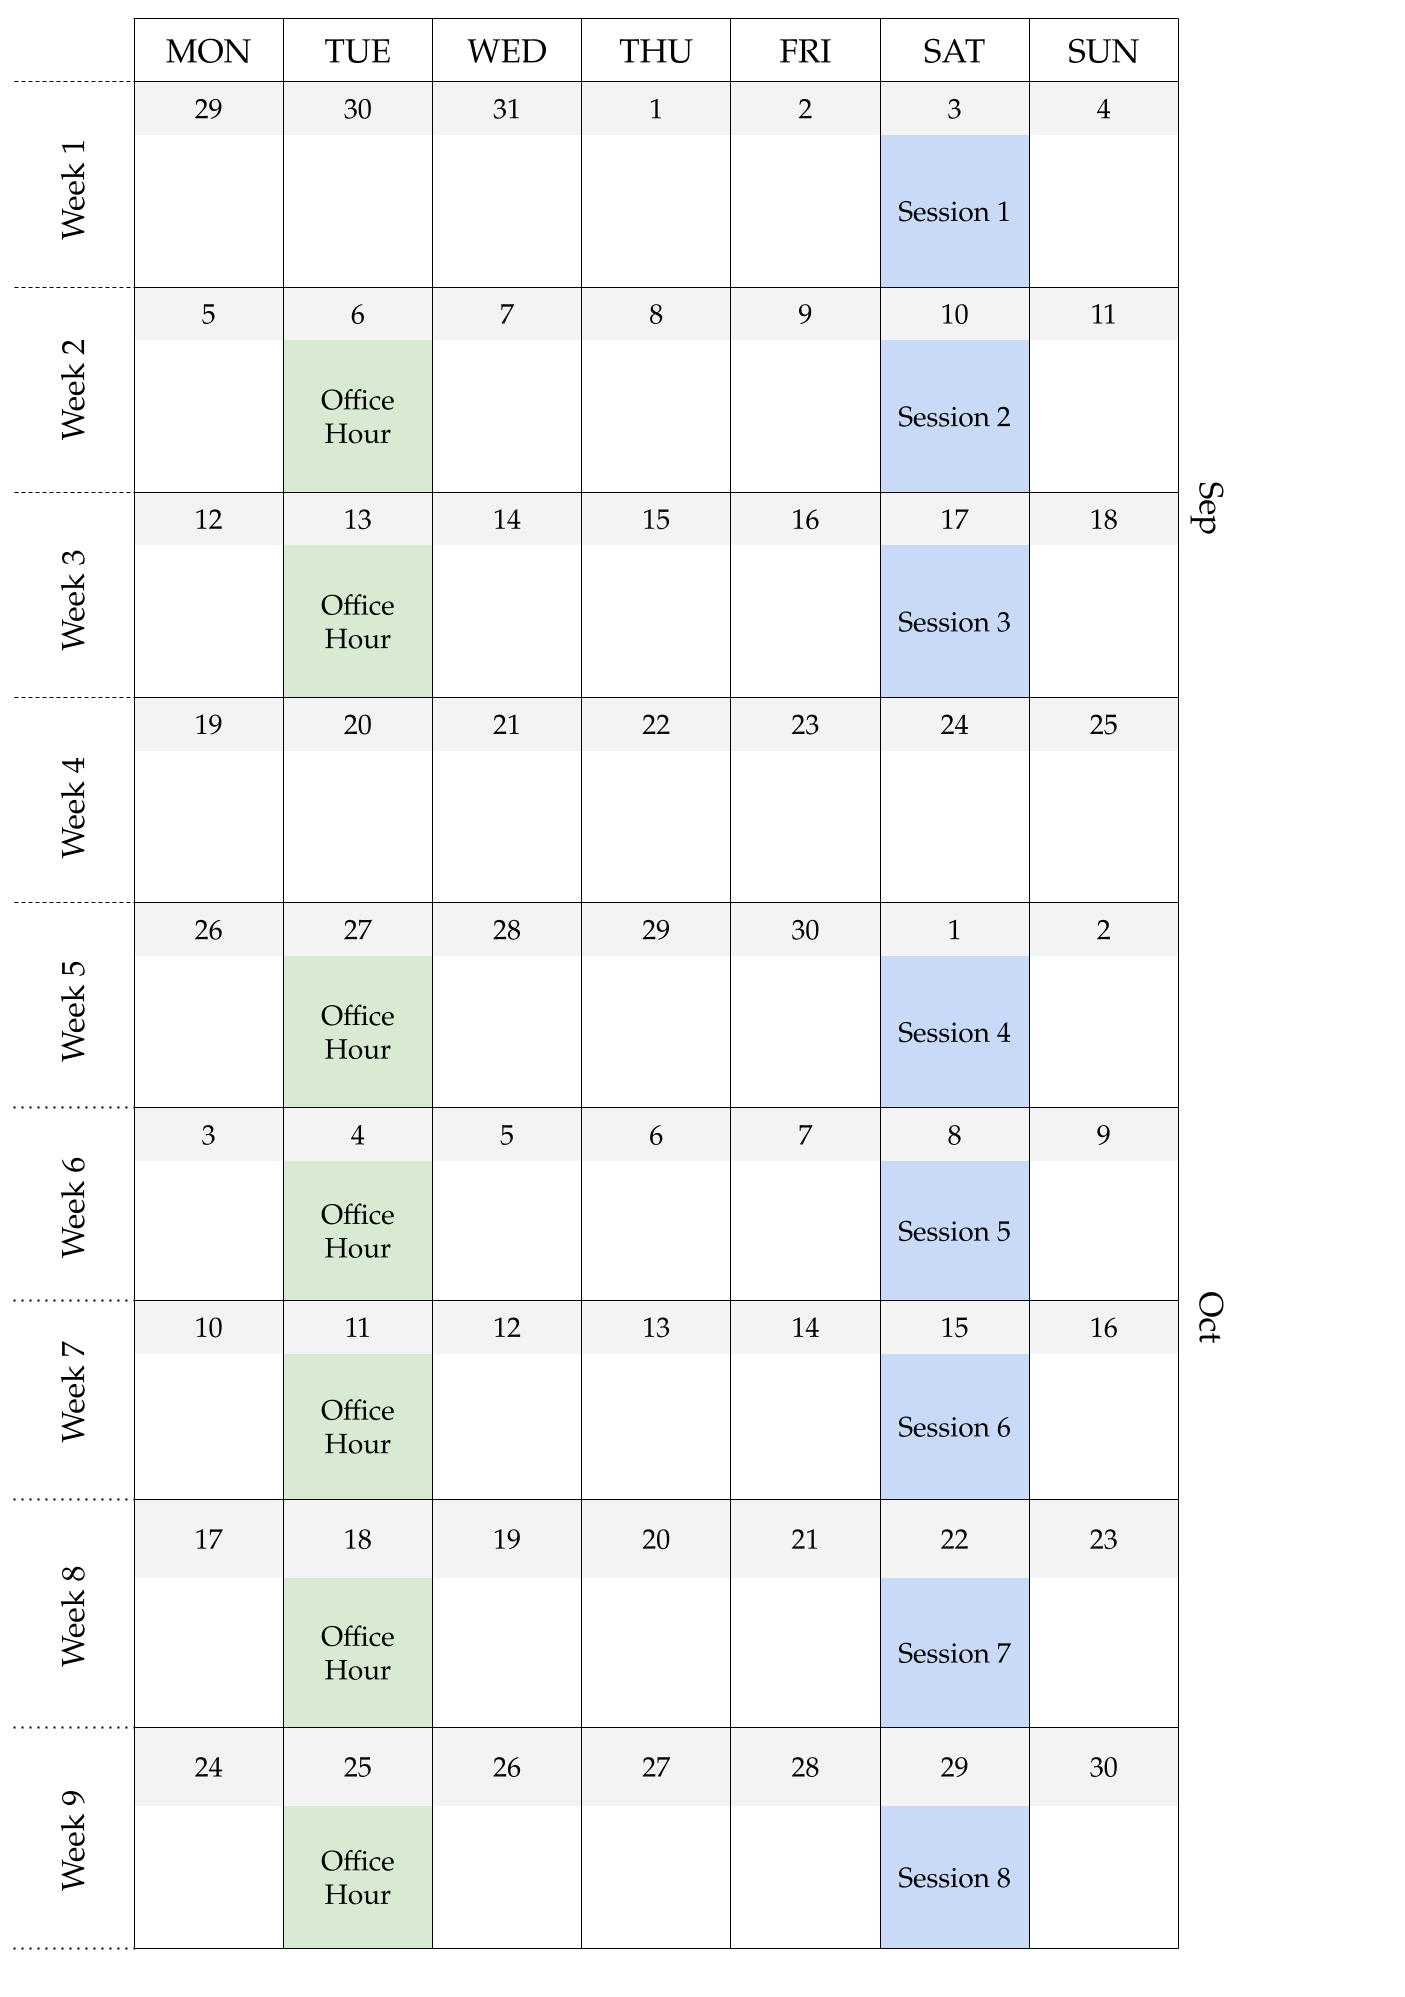 MON TUE WED THU FRI SAT SUN
Week 1
29 30 31 1 2 3 4
Session 1
Week 2
5 6 7 8 9 10 11
Office
Hour
Session 2
Sep
Week 3
12 13 14 15 16 17 18
Office
Hour
Session 3
Week 4
19 20 21 22 23 24 25
Week 5
26 27 28 29 30 1 2
Office
Hour
Session 4
Week 6
3 4 5 6 7 8 9
Office
Hour
Session 5
Oct
Week 7
10 11 12 13 14 15 16
Office
Hour
Session 6
Week 8
17 18 19 20 21 22 23
Office
Hour
Session 7
Week 9
24 25 26 27 28 29 30
Office
Hour
Session 8